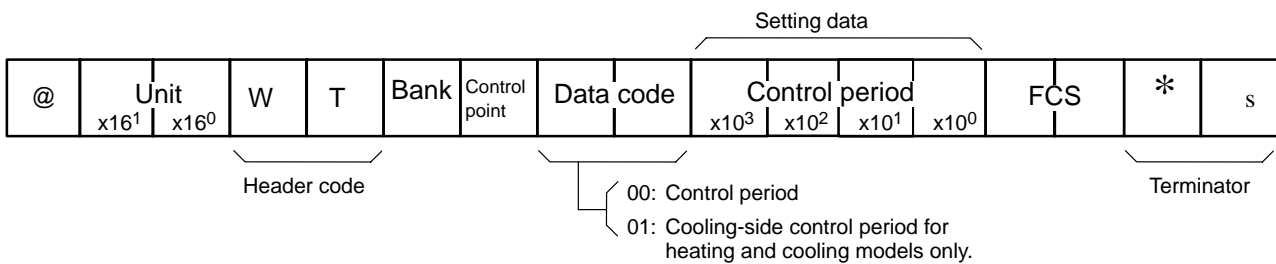 Setting data
@ Unit W T Bank Control point Data code Control period FCS * s
x16¹ x16⁰ x10³ x10² x10¹ x10⁰
Header code
Terminator
00: Control period
01: Cooling-side control period for
heating and cooling models only.